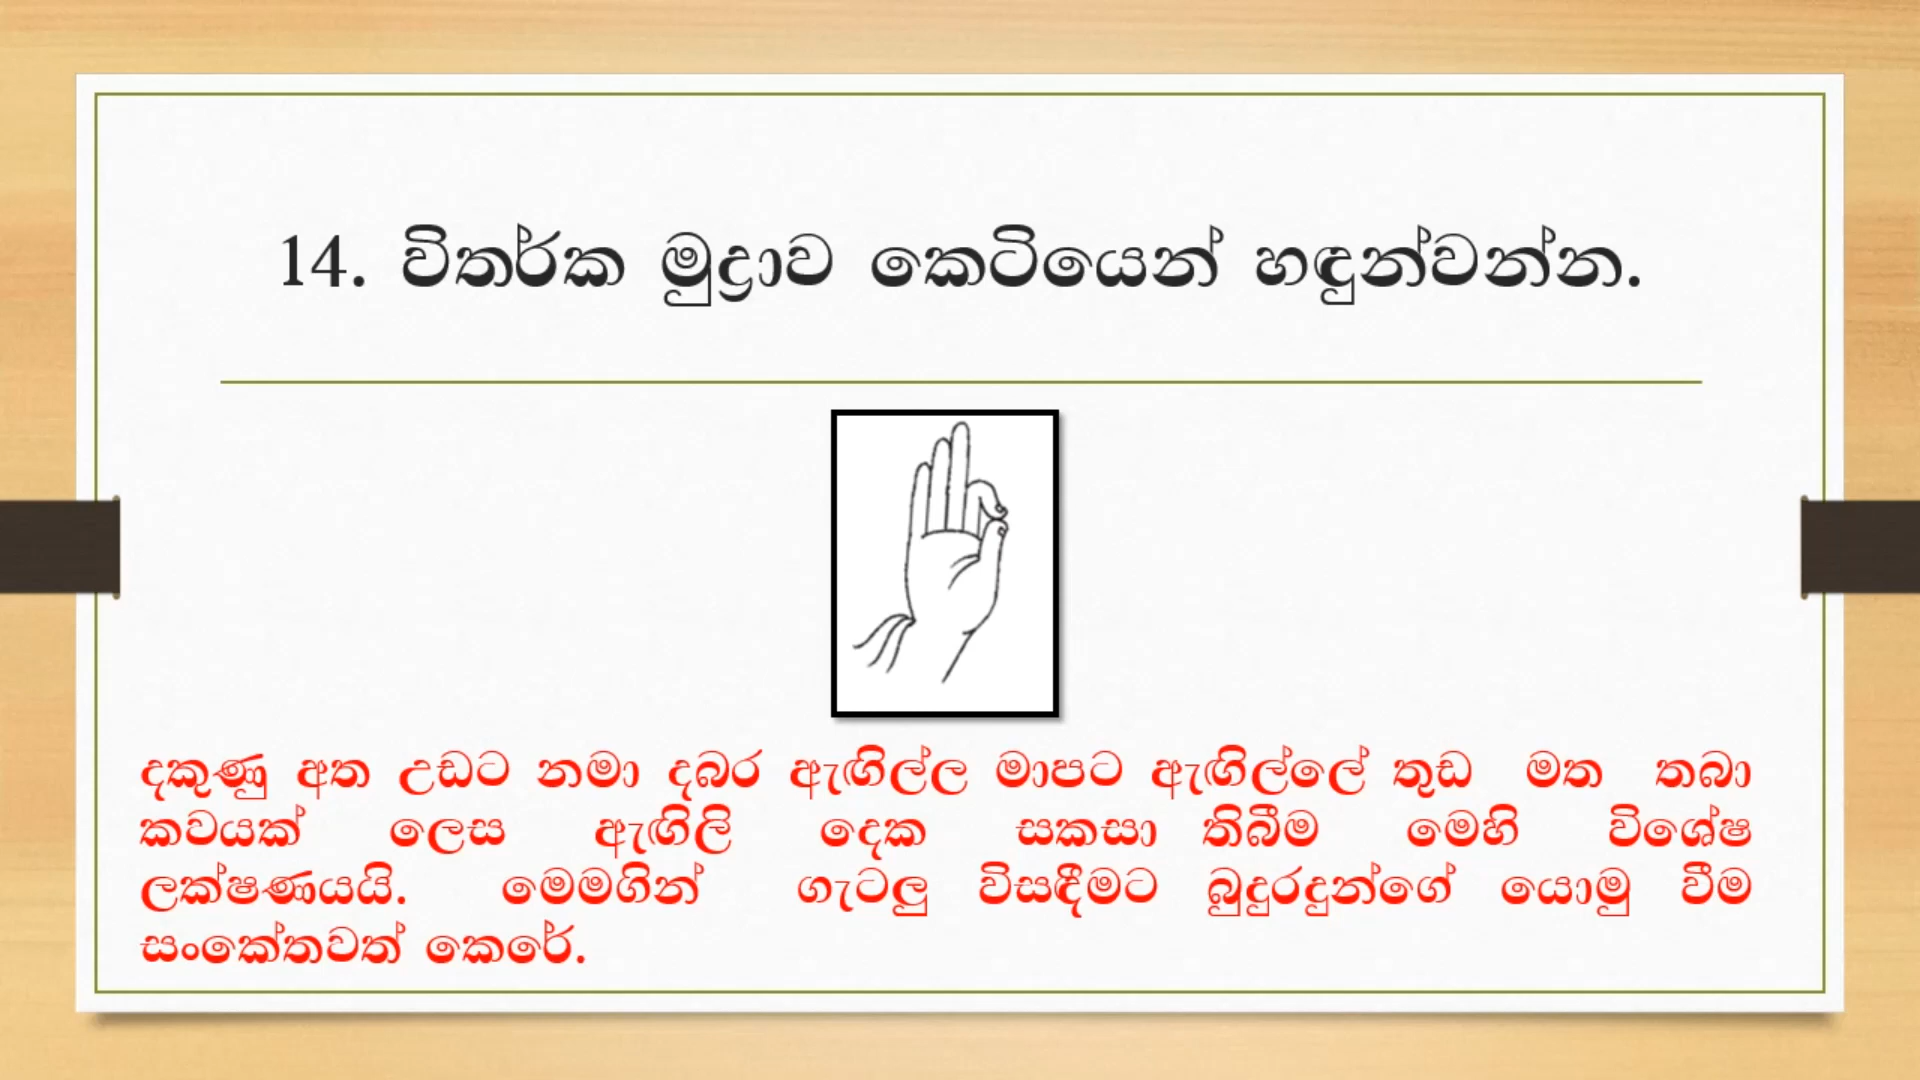 14. විතර්ක මුද්‍රාව කෙටියෙන් හඳුන්වන්න.
දකුණු අත උඩට නමා දබර ඇඟිල්ල මාපට ඇඟිල්ලේ තුඩ මත තබා
කවයක් ලෙස ඇඟිලි දෙක සකසා තිබීම මෙහි විශේෂ
ලක්ෂණයයි. මෙමගින් ගැටලු විසඳීමට බුදුරදුන්ගේ යොමු වීම
සංකේතවත් කෙරේ.